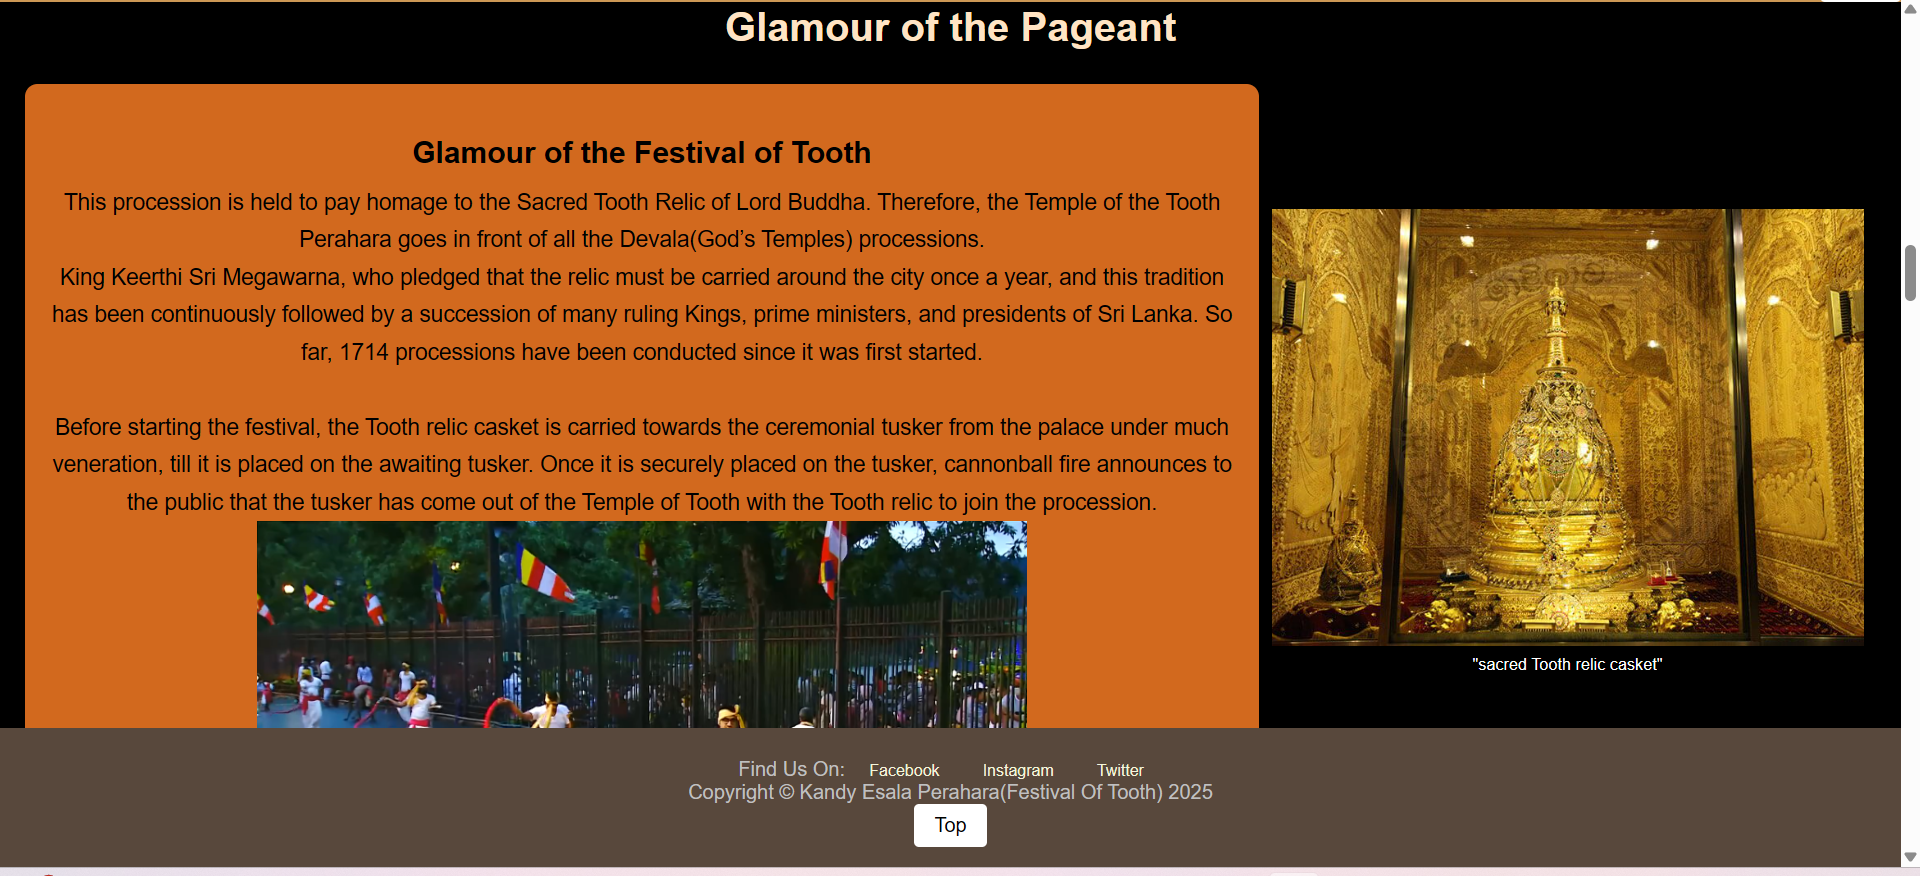 Glamour of the Pageant
Glamour of the Festival of Tooth
This procession is held to pay homage to the Sacred Tooth Relic of Lord Buddha. Therefore, the Temple of the Tooth
Perahara goes in front of all the Devala(God’s Temples) processions.
King Keerthi Sri Megawarna, who pledged that the relic must be carried around the city once a year, and this tradition
has been continuously followed by a succession of many ruling Kings, prime ministers, and presidents of Sri Lanka. So
far, 1714 processions have been conducted since it was first started.
Before starting the festival, the Tooth relic casket is carried towards the ceremonial tusker from the palace under much
veneration, till it is placed on the awaiting tusker. Once it is securely placed on the tusker, cannonball fire announces to
the public that the tusker has come out of the Temple of Tooth with the Tooth relic to join the procession.
"sacred Tooth relic casket"
Find Us On: Facebook Instagram Twitter
Copyright © Kandy Esala Perahara(Festival Of Tooth) 2025
Top